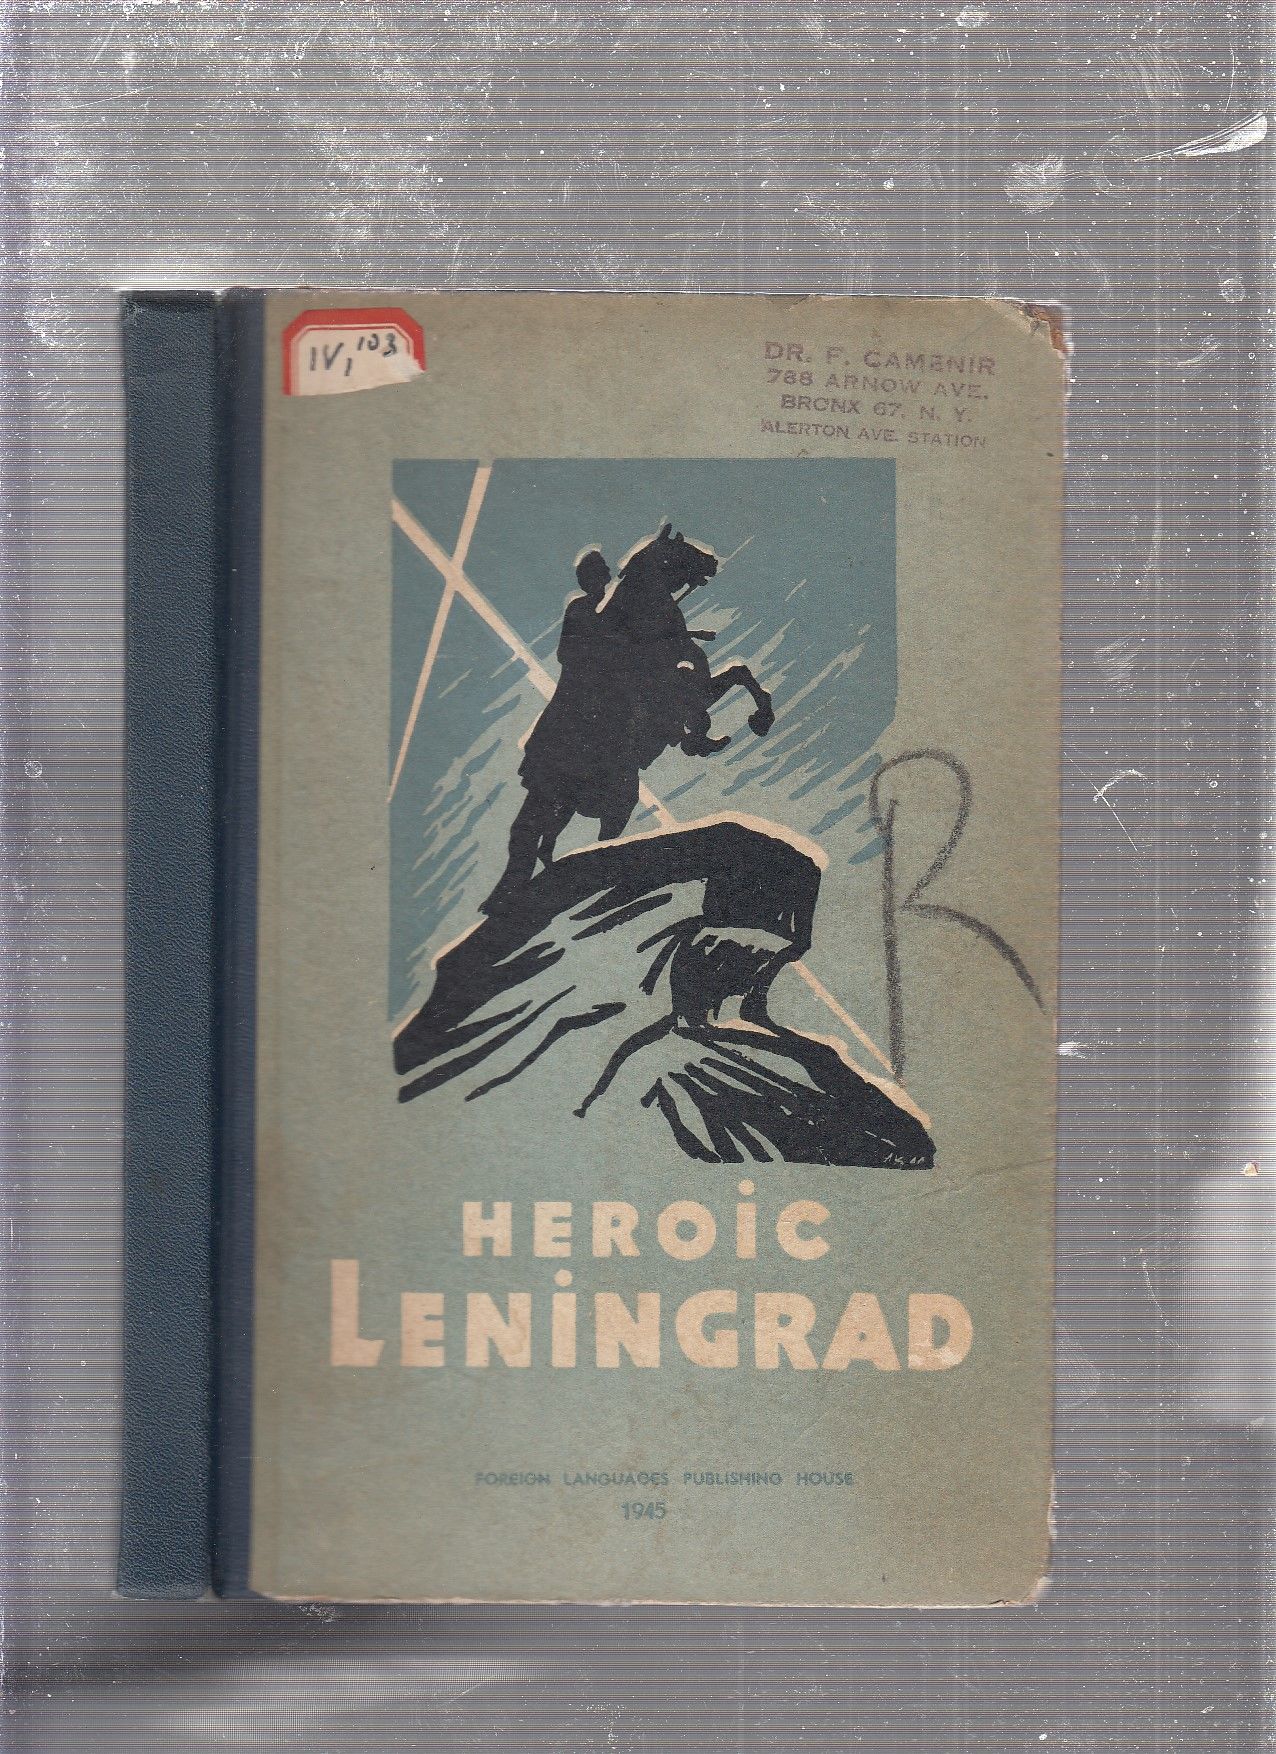 IV, 103
DR. F. CAMENIR
788 ARNOW AVE.
BRONX 67, N. Y.
ALERTON AVE. STATION
R
HEROiC
LENiNGRAD
FOREIGN LANGUAGES PUBLISHING HOUSE
1945